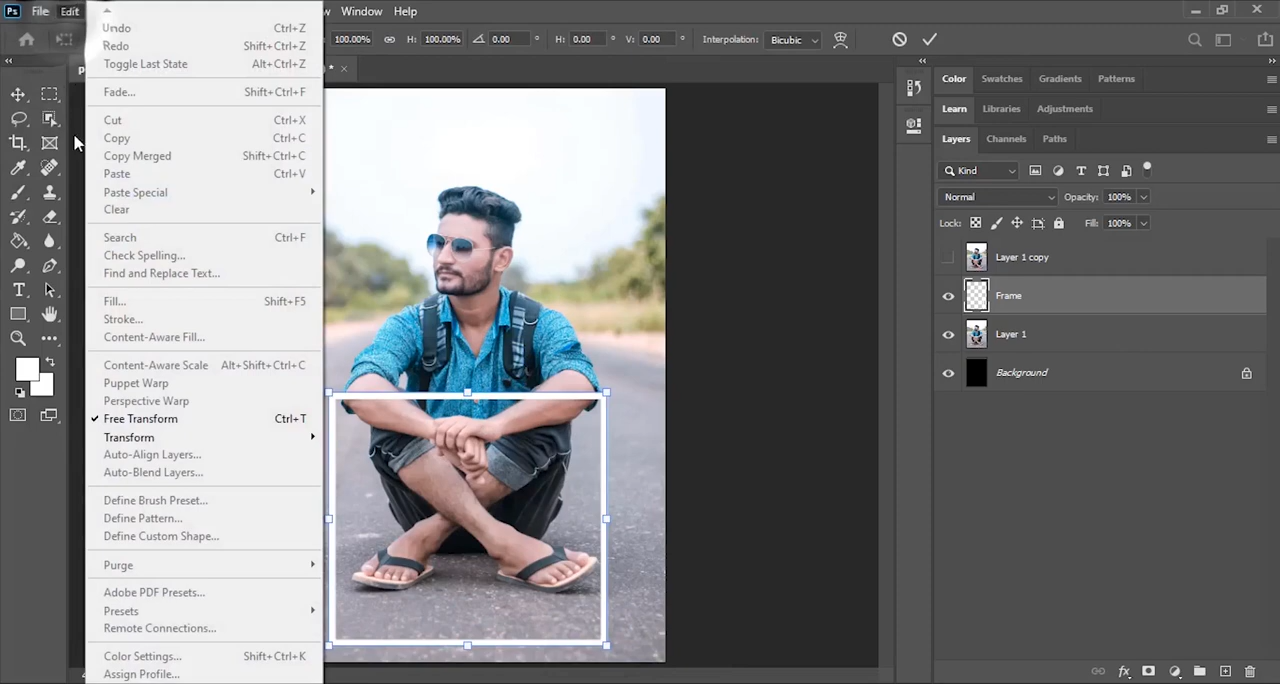 Ps File Edit w Window Help
100.00% H: 100.00% 0.00 ° H: 0.00 ° V: 0.00 ° Interpolation: Bicubic
p * ×
Undo Ctrl+Z
Redo Shift+Ctrl+Z
Toggle Last State Alt+Ctrl+Z
Fade... Shift+Ctrl+F
Cut Ctrl+X
Copy Ctrl+C
Copy Merged Shift+Ctrl+C
Paste Ctrl+V
Paste Special
Clear
Search Ctrl+F
Check Spelling...
Find and Replace Text...
Fill... Shift+F5
Stroke...
Content-Aware Fill...
Content-Aware Scale Alt+Shift+Ctrl+C
Puppet Warp
Perspective Warp
Free Transform Ctrl+T
Transform
Auto-Align Layers...
Auto-Blend Layers...
Define Brush Preset...
Define Pattern...
Define Custom Shape...
Purge
Adobe PDF Presets...
Presets
Remote Connections...
Color Settings... Shift+Ctrl+K
Assign Profile...
Color Swatches Gradients Patterns
Learn Libraries Adjustments
Layers Channels Paths
Kind
Normal Opacity: 100%
Lock: Fill: 100%
Layer 1 copy
Frame
Layer 1
Background
fx